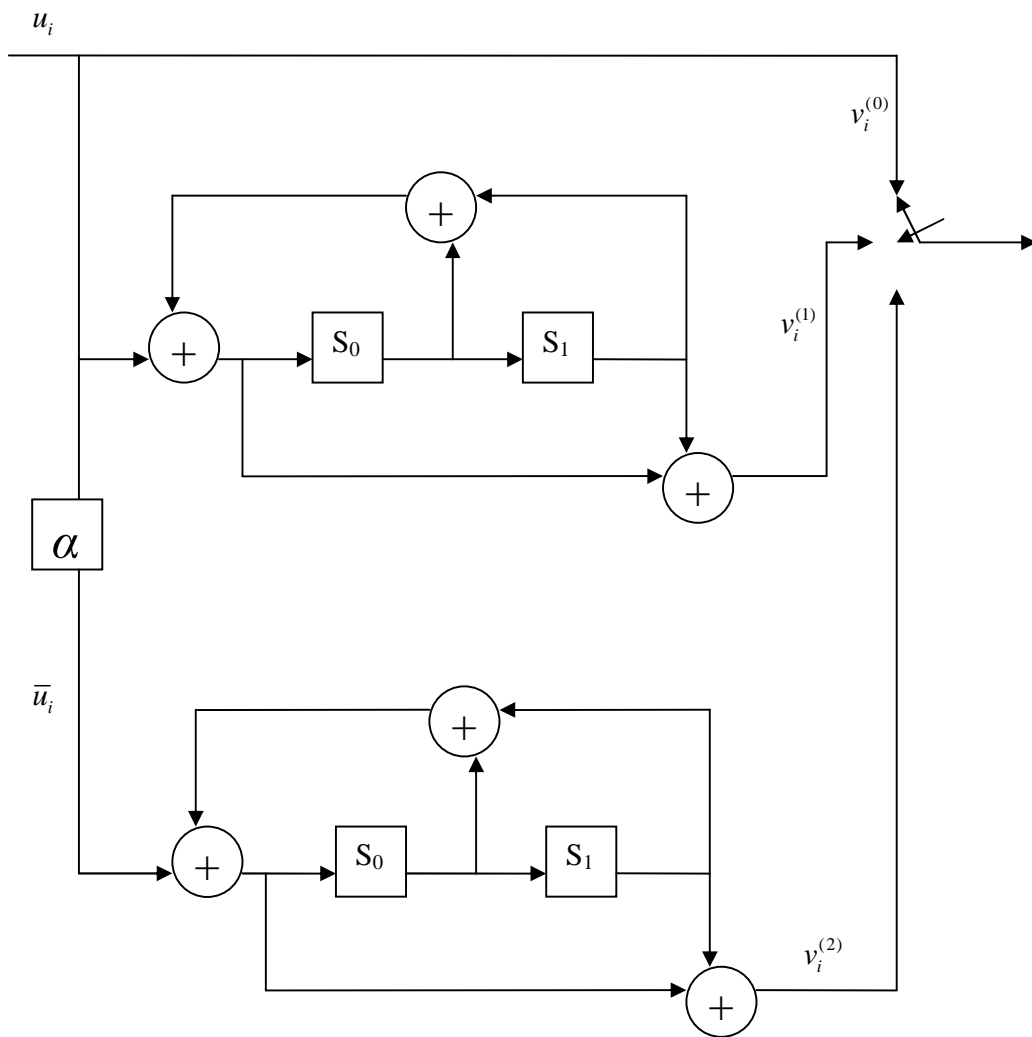 u_i
v_i^{(0)}
+
+
S_0
S_1
v_i^{(1)}
+
α
ū_i
+
+
S_0
S_1
v_i^{(2)}
+